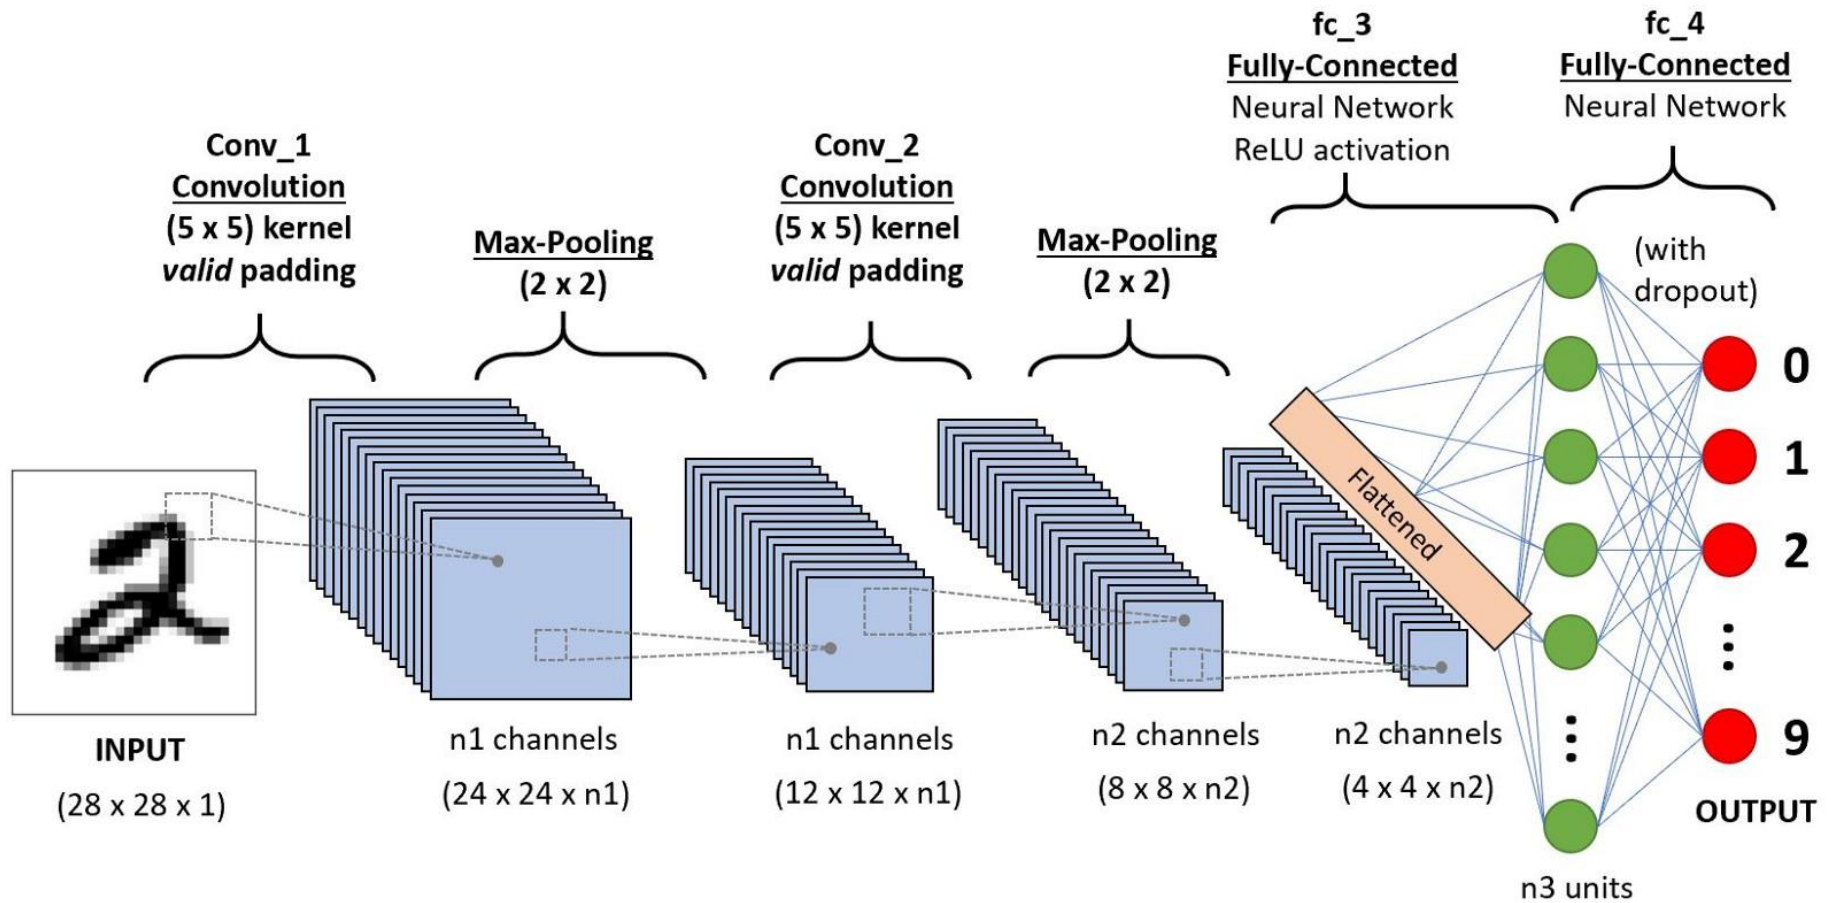 Conv_1
Convolution
(5 x 5) kernel
valid padding
Max-Pooling
(2 x 2)
Conv_2
Convolution
(5 x 5) kernel
valid padding
Max-Pooling
(2 x 2)
fc_3
Fully-Connected
Neural Network
ReLU activation
fc_4
Fully-Connected
Neural Network
(with
dropout)
Flattened
0
1
2
9
2
INPUT
(28 x 28 x 1)
n1 channels
(24 x 24 x n1)
n1 channels
(12 x 12 x n1)
n2 channels
(8 x 8 x n2)
n2 channels
(4 x 4 x n2)
n3 units
OUTPUT